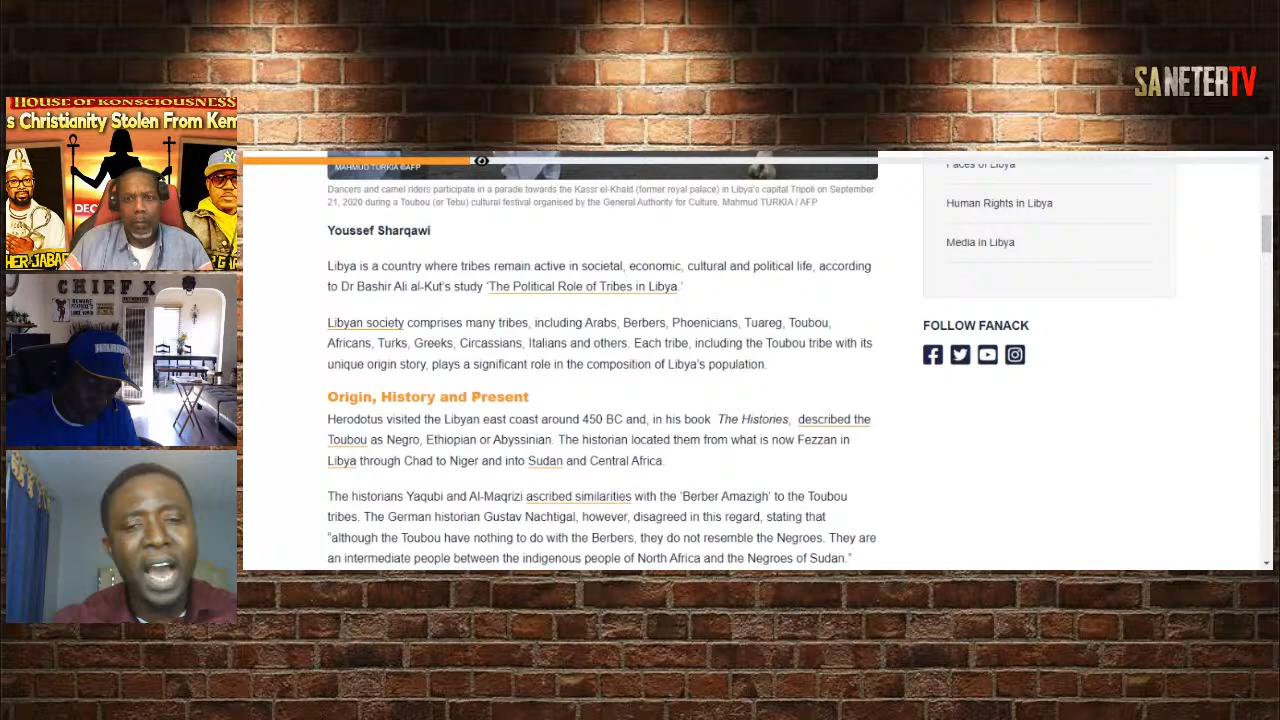 SANETERTV
HOUSE OF KONSCIOUSNESS
s Christianity Stolen From Kem
DEC
HER JABAR
CHIEF X
MAHMUD TURKIA ©AFP
Dancers and camel riders participate in a parade towards the Kassr el-Khald (former royal palace) in Libya's capital Tripoli on September
21, 2020 during a Toubou (or Tebu) cultural festival organised by the General Authority for Culture. Mahmud TURKIA / AFP
Youssef Sharqawi
Libya is a country where tribes remain active in societal, economic, cultural and political life, according
to Dr Bashir Ali al-Kut's study 'The Political Role of Tribes in Libya.'
Libyan society comprises many tribes, including Arabs, Berbers, Phoenicians, Tuareg, Toubou,
Africans, Turks, Greeks, Circassians, Italians and others. Each tribe, including the Toubou tribe with its
unique origin story, plays a significant role in the composition of Libya's population.
Origin, History and Present
Herodotus visited the Libyan east coast around 450 BC and, in his book The Histories, described the
Toubou as Negro, Ethiopian or Abyssinian. The historian located them from what is now Fezzan in
Libya through Chad to Niger and into Sudan and Central Africa.
The historians Yaqubi and Al-Maqrizi ascribed similarities with the 'Berber Amazigh' to the Toubou
tribes. The German historian Gustav Nachtigal, however, disagreed in this regard, stating that
"although the Toubou have nothing to do with the Berbers, they do not resemble the Negroes. They are
an intermediate people between the indigenous people of North Africa and the Negroes of Sudan."
Faces of Libya
Human Rights in Libya
Media in Libya
FOLLOW FANACK